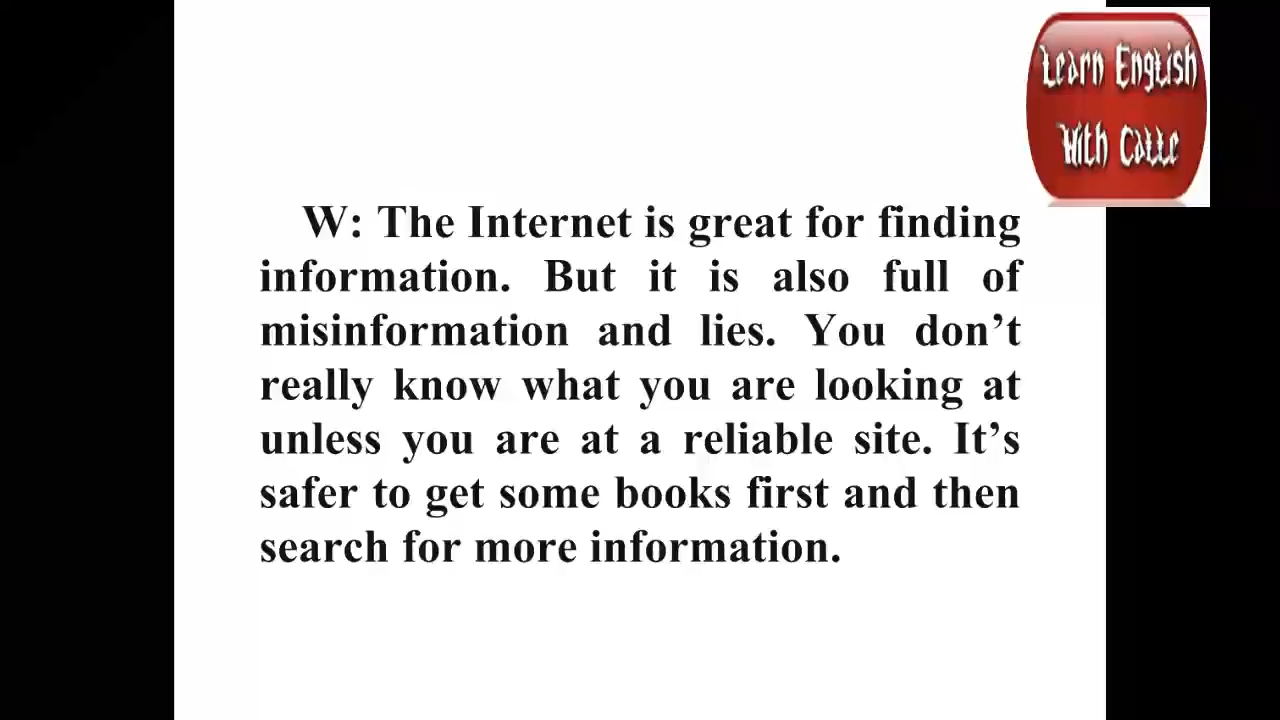 Learn English
With Catte
W: The Internet is great for finding
information. But it is also full of
misinformation and lies. You don’t
really know what you are looking at
unless you are at a reliable site. It’s
safer to get some books first and then
search for more information.